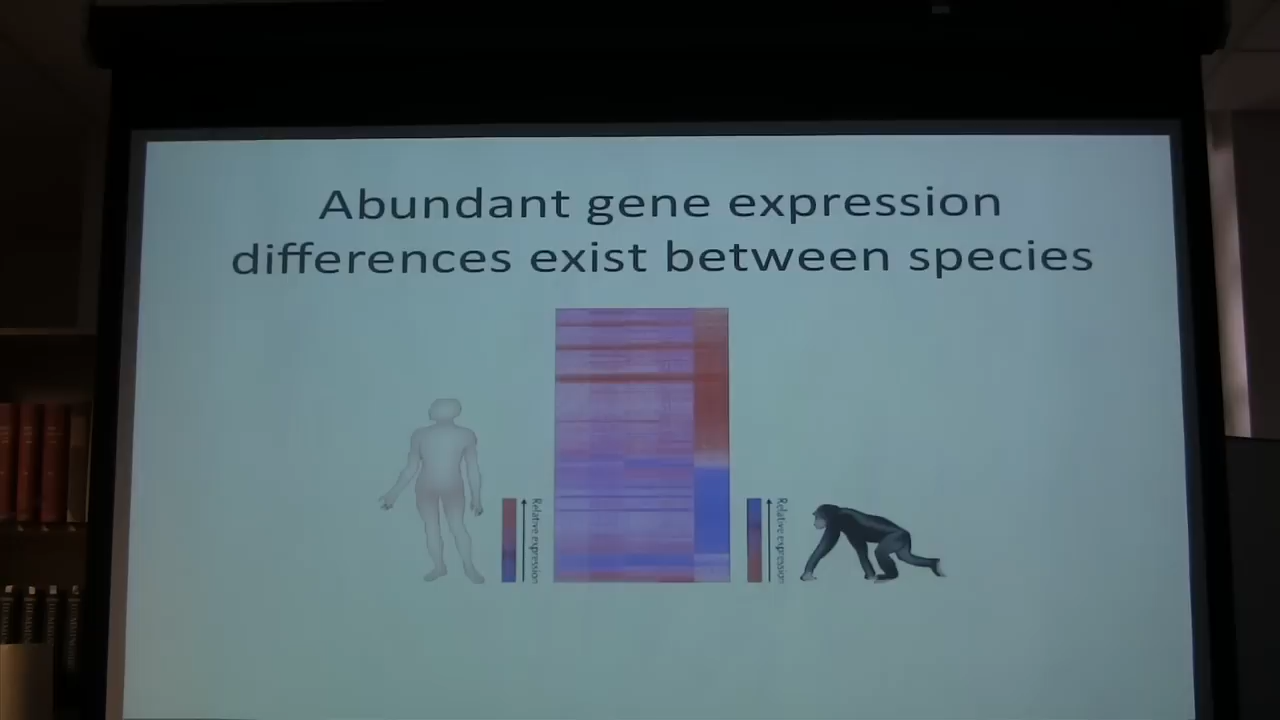 Abundant gene expression
differences exist between species
Relative expression
Relative expression